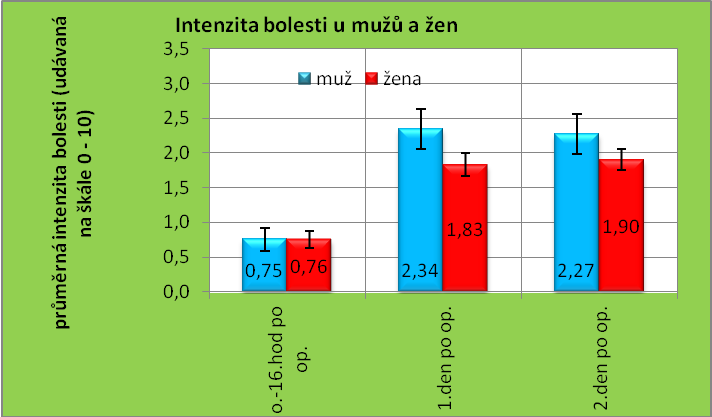 Intenzita bolesti u mužů a žen
průměrná intenzita bolesti (udávaná
na škále 0 - 10)
3,5
3,0
2,5
2,0
1,5
1,0
0,5
0,0
muž žena
0,75 0,76
2,34 1,83
2,27 1,90
o.-16.hod po
op.
1.den po op.
2.den po op.